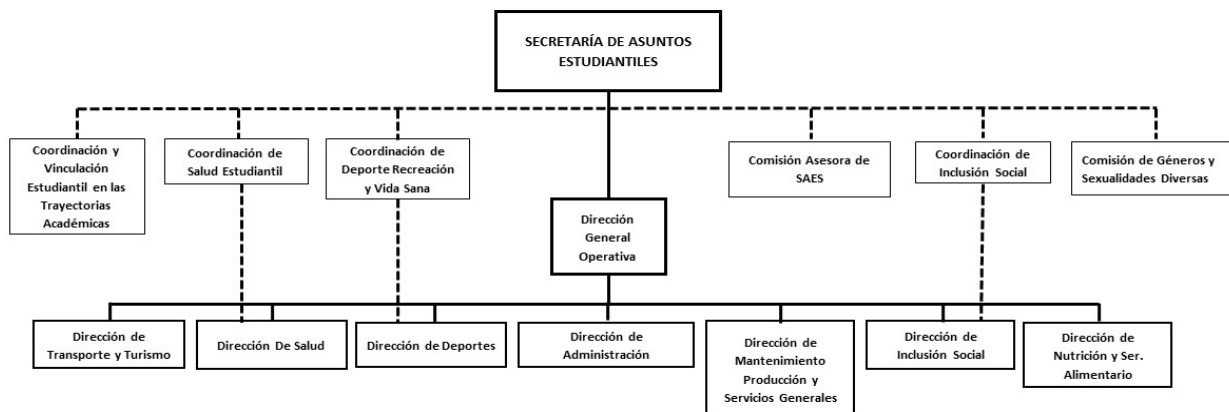 SECRETARÍA DE ASUNTOS
ESTUDIANTILES
Coordinación y
Vinculación
Estudiantil en las
Trayectorias
Académicas
Coordinación de
Salud Estudiantil
Coordinación de
Deporte Recreación
y Vida Sana
Comisión Asesora de
SAES
Coordinación de
Inclusión Social
Comisión de Géneros y
Sexualidades Diversas
Dirección
General
Operativa
Dirección de
Transporte y Turismo
Dirección De Salud
Dirección de Deportes
Dirección de
Administración
Dirección de
Mantenimiento
Producción y
Servicios Generales
Dirección de
Inclusión Social
Dirección de
Nutrición y Ser.
Alimentario